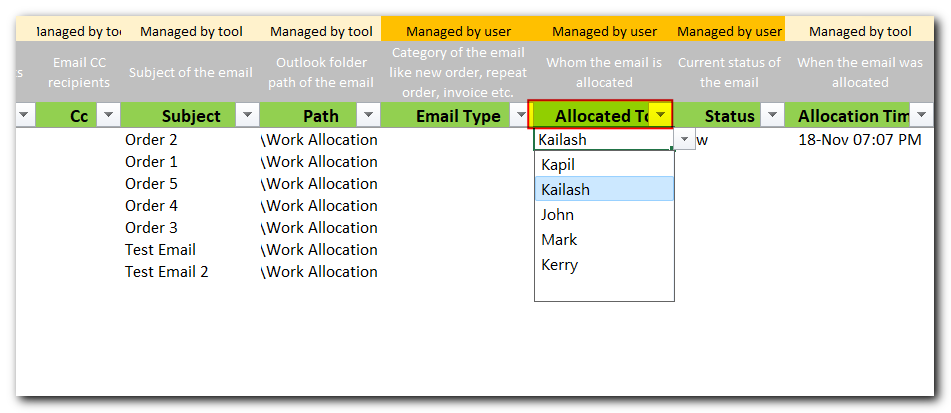 Managed by too Managed by tool Managed by tool Managed by user Managed by user Managed by user Managed by tool
Category of the email
Email CC Outlook folder like new order, repeat Whom the email is Current status of When the email was
ts recipients Subject of the email path of the email order, invoice etc. allocated the email allocated
Cc Subject Path Email Type Allocated To Status Allocation Tim
Order 2 \Work Allocation Kailash w 18-Nov 07:07 PM
Order 1 \Work Allocation Kapil
Order 5 \Work Allocation Kailash
Order 4 \Work Allocation John
Order 3 \Work Allocation Mark
Test Email \Work Allocation Kerry
Test Email 2 \Work Allocation